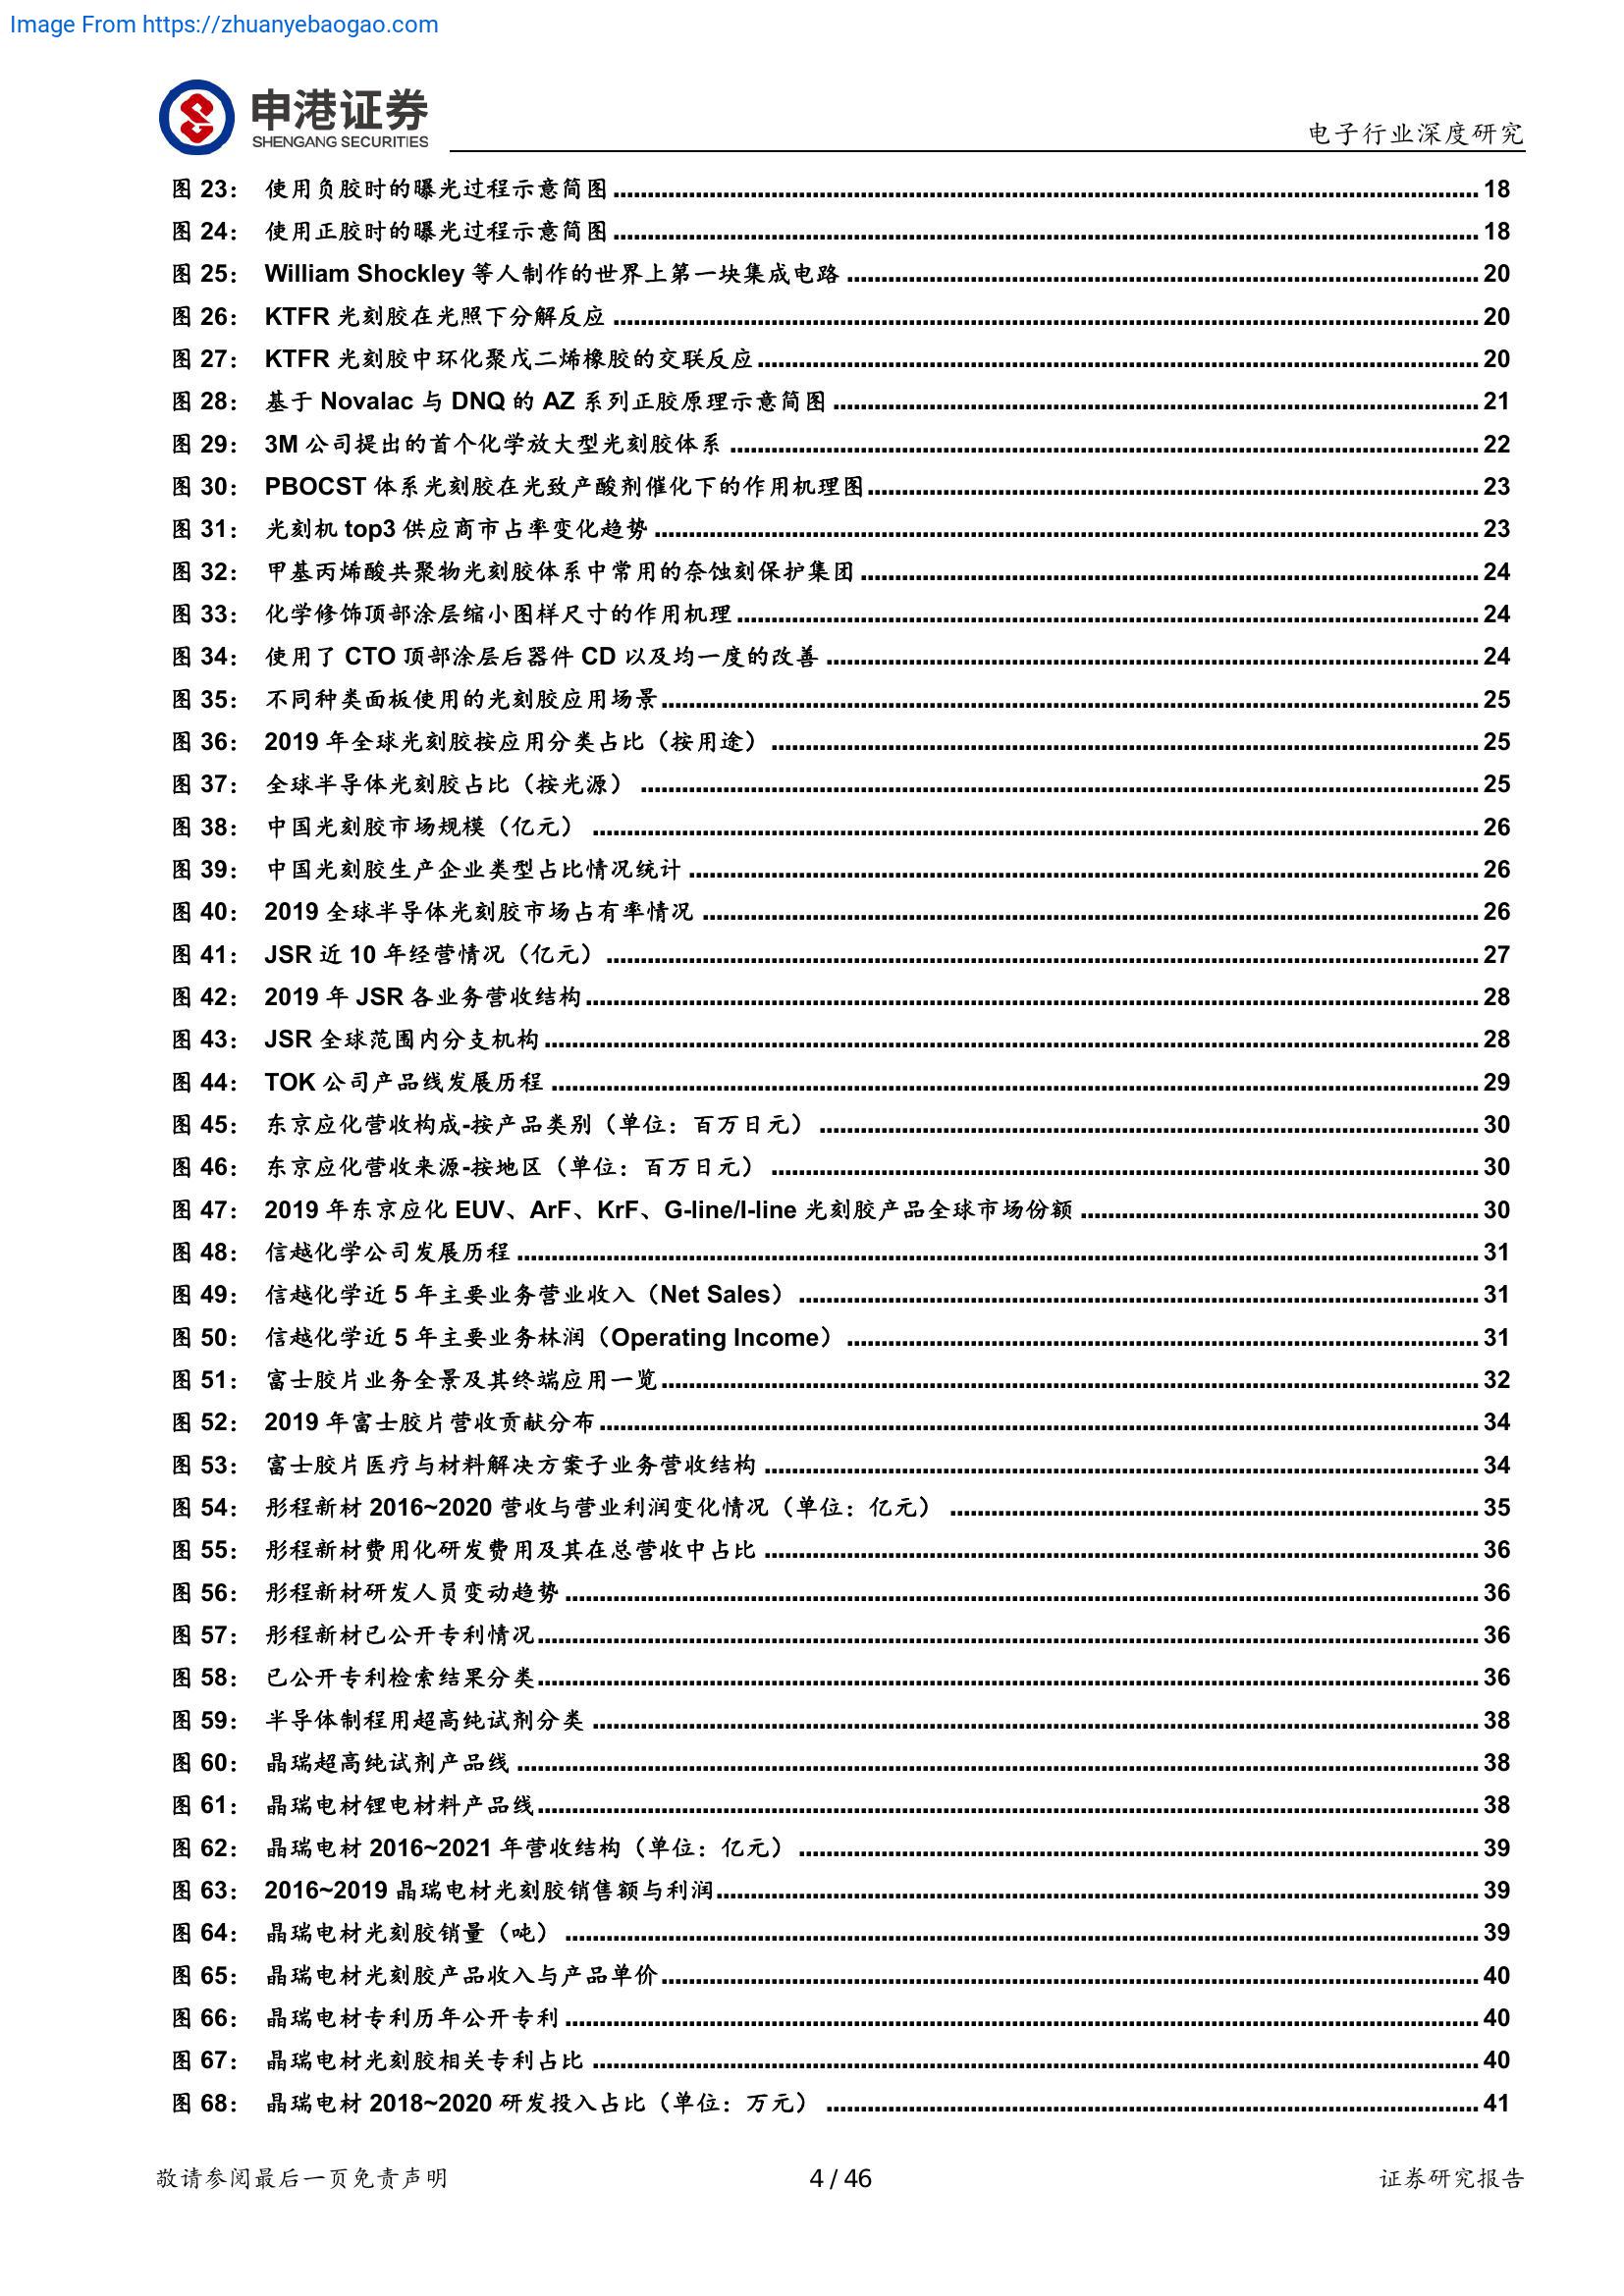 Image From https://zhuanyebaogao.com
申港证券
SHENGANG SECURITIES
电子行业深度研究
图 23： 使用负胶时的曝光过程示意简图 18
图 24： 使用正胶时的曝光过程示意简图 18
图 25： William Shockley 等人制作的世界上第一块集成电路 20
图 26： KTFR 光刻胶在光照下分解反应 20
图 27： KTFR 光刻胶中环化聚戊二烯橡胶的交联反应 20
图 28： 基于 Novalac 与 DNQ 的 AZ 系列正胶原理示意简图 21
图 29： 3M 公司提出的首个化学放大型光刻胶体系 22
图 30： PBOCST 体系光刻胶在光致产酸剂催化下的作用机理图 23
图 31： 光刻机 top3 供应商市占率变化趋势 23
图 32： 甲基丙烯酸共聚物光刻胶体系中常用的奈蚀刻保护集团 24
图 33： 化学修饰顶部涂层缩小图样尺寸的作用机理 24
图 34： 使用了 CTO 顶部涂层后器件 CD 以及均一度的改善 24
图 35： 不同种类面板使用的光刻胶应用场景 25
图 36： 2019 年全球光刻胶按应用分类占比（按用途） 25
图 37： 全球半导体光刻胶占比（按光源） 25
图 38： 中国光刻胶市场规模（亿元） 26
图 39： 中国光刻胶生产企业类型占比情况统计 26
图 40： 2019 全球半导体光刻胶市场占有率情况 26
图 41： JSR 近 10 年经营情况（亿元） 27
图 42： 2019 年 JSR 各业务营收结构 28
图 43： JSR 全球范围内分支机构 28
图 44： TOK 公司产品线发展历程 29
图 45： 东京应化营收构成-按产品类别（单位：百万日元） 30
图 46： 东京应化营收来源-按地区（单位：百万日元） 30
图 47： 2019 年东京应化 EUV、ArF、KrF、G-line/I-line 光刻胶产品全球市场份额 30
图 48： 信越化学公司发展历程 31
图 49： 信越化学近 5 年主要业务营业收入（Net Sales） 31
图 50： 信越化学近 5 年主要业务林润（Operating Income） 31
图 51： 富士胶片业务全景及其终端应用一览 32
图 52： 2019 年富士胶片营收贡献分布 34
图 53： 富士胶片医疗与材料解决方案子业务营收结构 34
图 54： 彤程新材 2016~2020 营收与营业利润变化情况（单位：亿元） 35
图 55： 彤程新材费用化研发费用及其在总营收中占比 36
图 56： 彤程新材研发人员变动趋势 36
图 57： 彤程新材已公开专利情况 36
图 58： 已公开专利检索结果分类 36
图 59： 半导体制程用超高纯试剂分类 38
图 60： 晶瑞超高纯试剂产品线 38
图 61： 晶瑞电材锂电材料产品线 38
图 62： 晶瑞电材 2016~2021 年营收结构（单位：亿元） 39
图 63： 2016~2019 晶瑞电材光刻胶销售额与利润 39
图 64： 晶瑞电材光刻胶销量（吨） 39
图 65： 晶瑞电材光刻胶产品收入与产品单价 40
图 66： 晶瑞电材专利历年公开专利 40
图 67： 晶瑞电材光刻胶相关专利占比 40
图 68： 晶瑞电材 2018~2020 研发投入占比（单位：万元） 41
敬请参阅最后一页免责声明 4 / 46 证券研究报告